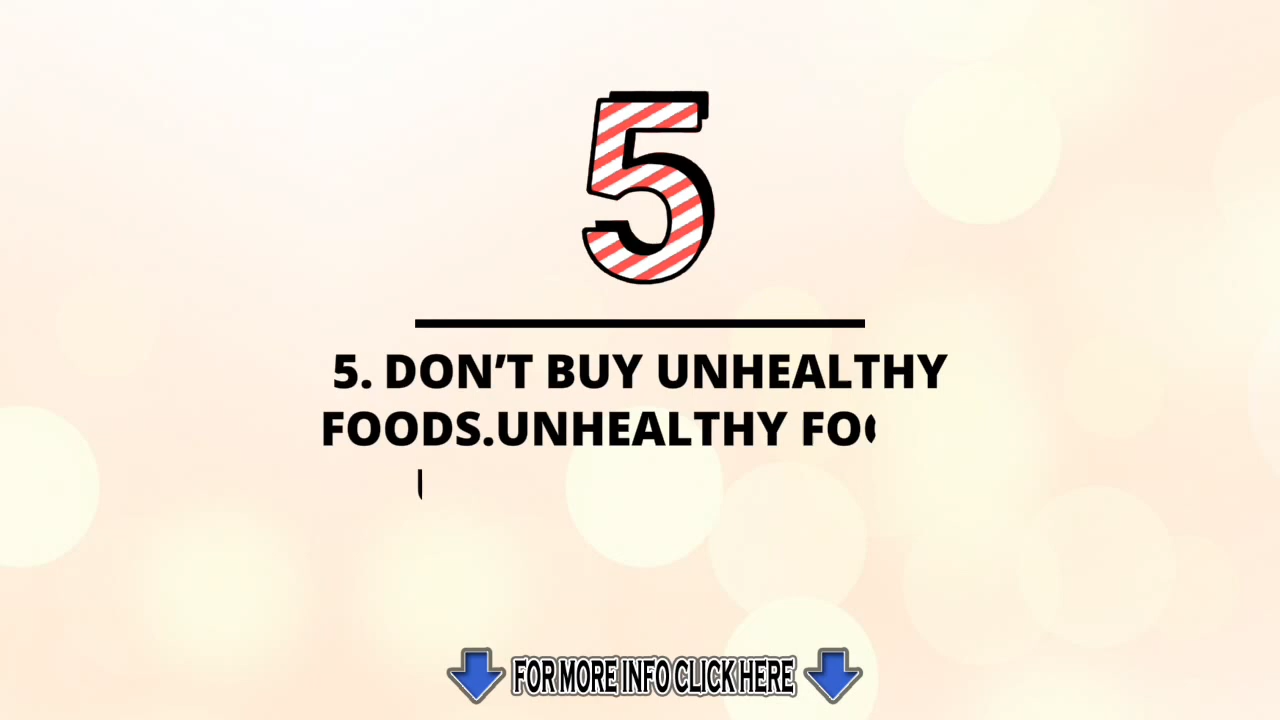 5
5. DON’T BUY UNHEALTHY
FOODS.UNHEALTHY
FOR MORE INFO CLICK HERE